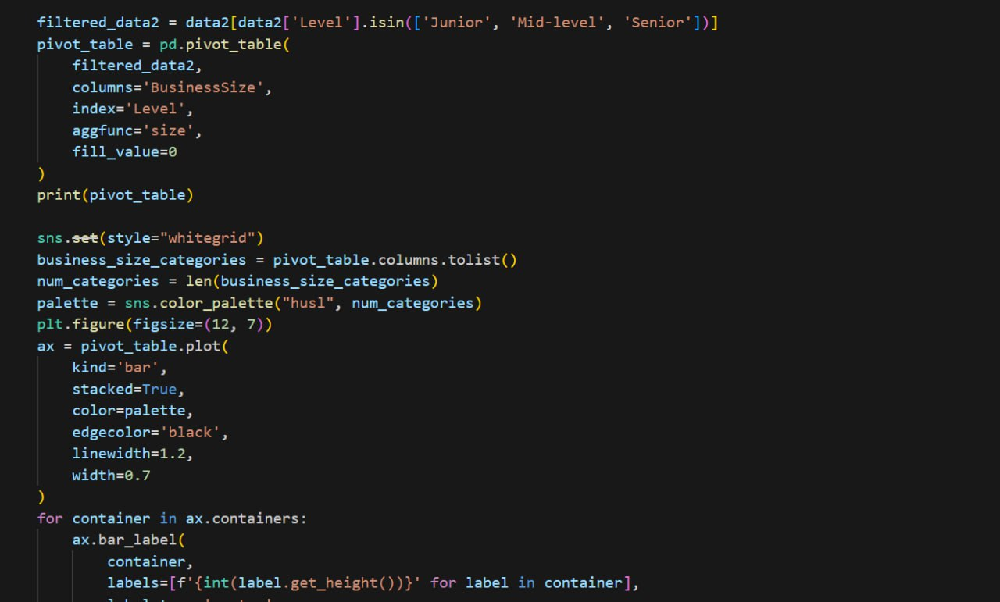 filtered_data2 = data2[data2['Level'].isin(['Junior', 'Mid-level', 'Senior'])]
pivot_table = pd.pivot_table(
    filtered_data2,
    columns='BusinessSize',
    index='Level',
    aggfunc='size',
    fill_value=0
)
print(pivot_table)

sns.set(style="whitegrid")
business_size_categories = pivot_table.columns.tolist()
num_categories = len(business_size_categories)
palette = sns.color_palette("husl", num_categories)
plt.figure(figsize=(12, 7))
ax = pivot_table.plot(
    kind='bar',
    stacked=True,
    color=palette,
    edgecolor='black',
    linewidth=1.2,
    width=0.7
)
for container in ax.containers:
    ax.bar_label(
        container,
        labels=[f'{int(label.get_height())}' for label in container],